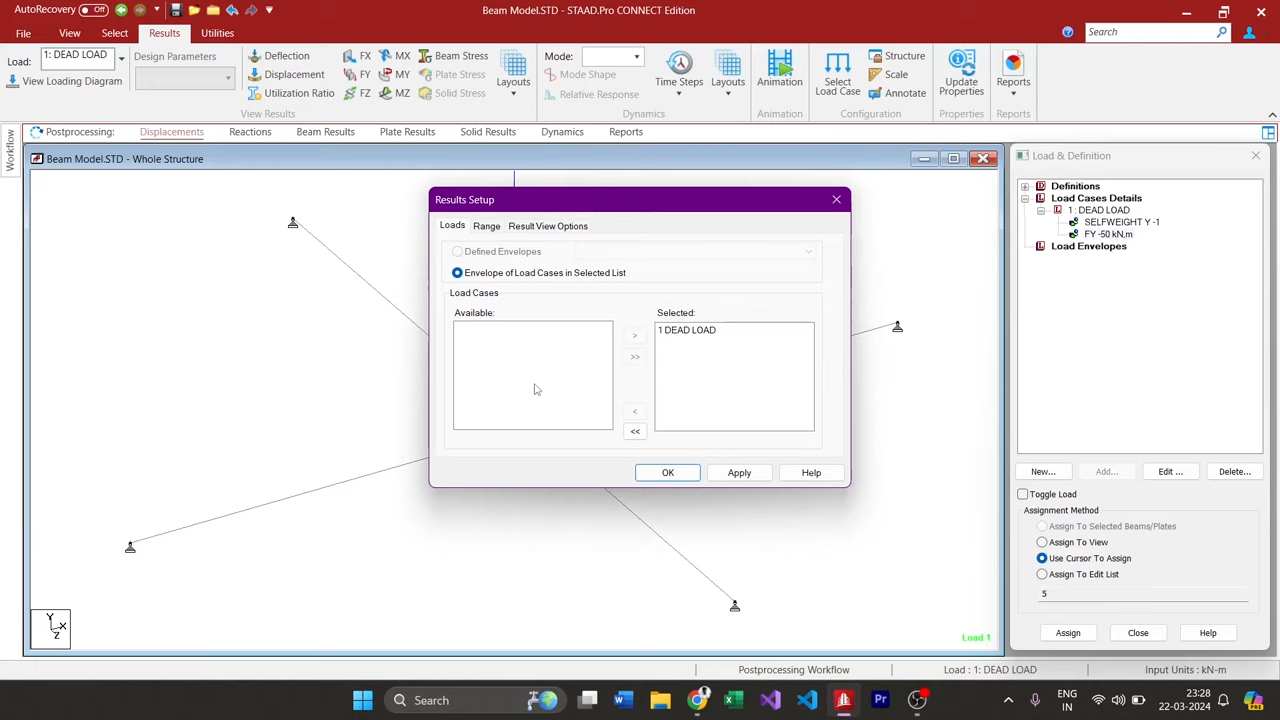 AutoRecovery Off
Beam Model.STD - STAAD.Pro CONNECT Edition
Search
File View Select Results Utilities
Load: 1: DEAD LOAD
View Loading Diagram
Design Parameters
Deflection
Displacement
Utilization Ratio
FX MX
FY MY
FZ MZ
Beam Stress
Plate Stress
Solid Stress
Layouts
View Results
Mode:
Mode Shape
Relative Response
Time Steps
Layouts
Dynamics
Animation
Animation
Select
Load Case
Structure
Scale
Annotate
Configuration
Update
Properties
Properties
Reports
Reports
Postprocessing: Displacements Reactions Beam Results Plate Results Solid Results Dynamics Reports
Workflow
Beam Model.STD - Whole Structure
Results Setup
Loads Range Result View Options
Defined Envelopes
Envelope of Load Cases in Selected List
Load Cases
Available:
Selected:
1 DEAD LOAD
>
>>
<
<<
OK Apply Help
Y
X
Z
Load 1
Load & Definition
Definitions
Load Cases Details
1 : DEAD LOAD
SELFWEIGHT Y -1
FY -50 kN,m
Load Envelopes
New... Add... Edit ... Delete...
Toggle Load
Assignment Method
Assign To Selected Beams/Plates
Assign To View
Use Cursor To Assign
Assign To Edit List
5
Assign Close Help
Postprocessing Workflow
Load : 1: DEAD LOAD
Input Units : kN-m
Search
ENG
IN
23:28
22-03-2024